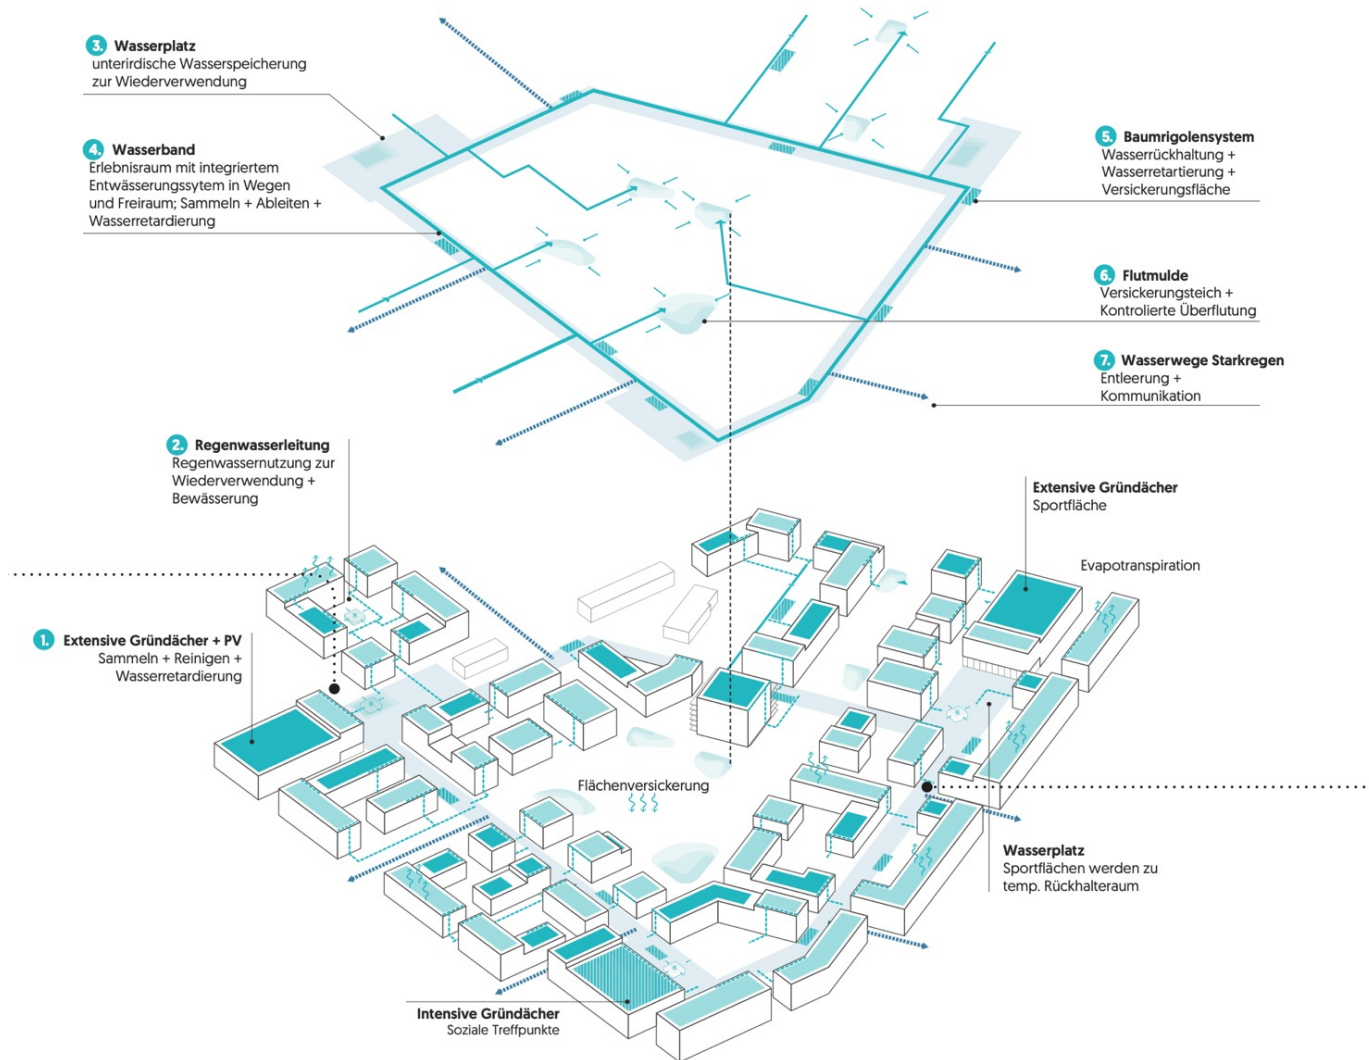 3. Wasserplatz
unterirdische Wasserspeicherung
zur Wiederverwendung
4. Wasserband
Erlebnisraum mit integriertem
Entwässerungssytem in Wegen
und Freiraum; Sammeln + Ableiten +
Wasserretardierung
5. Baumrigolensystem
Wasserrückhaltung +
Wasserretartierung +
Versickerungsfläche
6. Flutmulde
Versickerungsteich +
Kontrollierte Überflutung
7. Wasserwege Starkregen
Entleerung +
Kommunikation
2. Regenwasserleitung
Regenwassernutzung zur
Wiederverwendung +
Bewässerung
Extensive Gründächer
Sportfläche
Evapotranspiration
1. Extensive Gründächer + PV
Sammeln + Reinigen +
Wasserretardierung
Flächenversickerung
Wasserplatz
Sportflächen werden zu
temp. Rückhalteraum
Intensive Gründächer
Soziale Treffpunkte